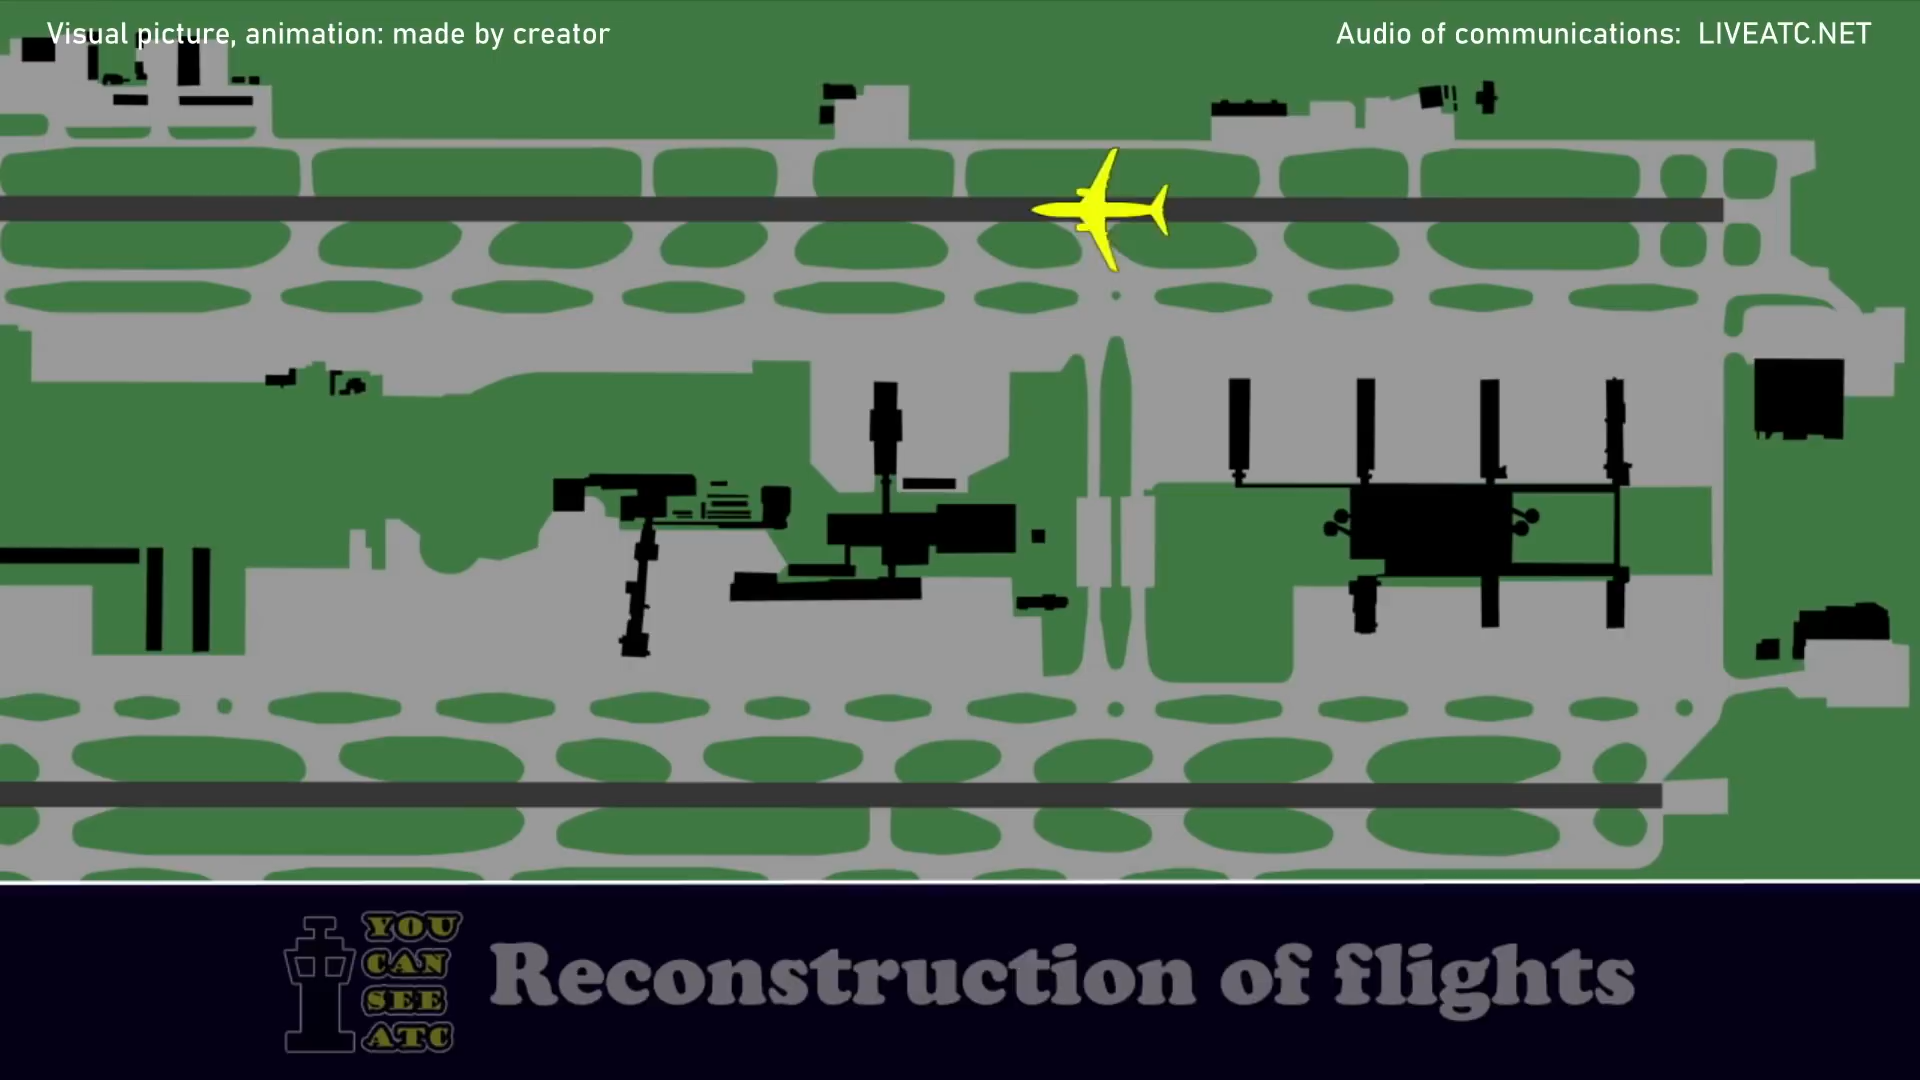 Visual picture, animation: made by creator
Audio of communications: LIVEATC.NET
YOU
CAN
SEE
ATC
Reconstruction of flights